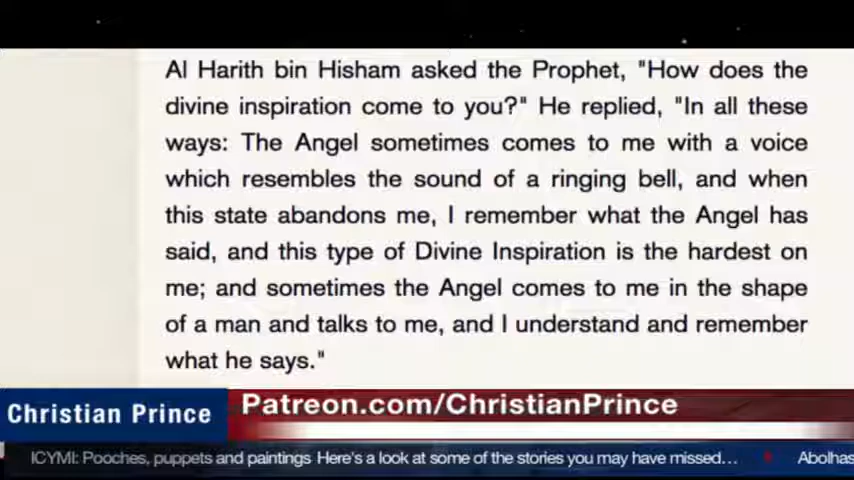 Al Harith bin Hisham asked the Prophet, "How does the
divine inspiration come to you?" He replied, "In all these
ways: The Angel sometimes comes to me with a voice
which resembles the sound of a ringing bell, and when
this state abandons me, I remember what the Angel has
said, and this type of Divine Inspiration is the hardest on
me; and sometimes the Angel comes to me in the shape
of a man and talks to me, and I understand and remember
what he says."
Christian Prince
Patreon.com/ChristianPrince
ICYMI: Pooches, puppets and paintings Here's a look at some of the stories you may have missed... Abolhas